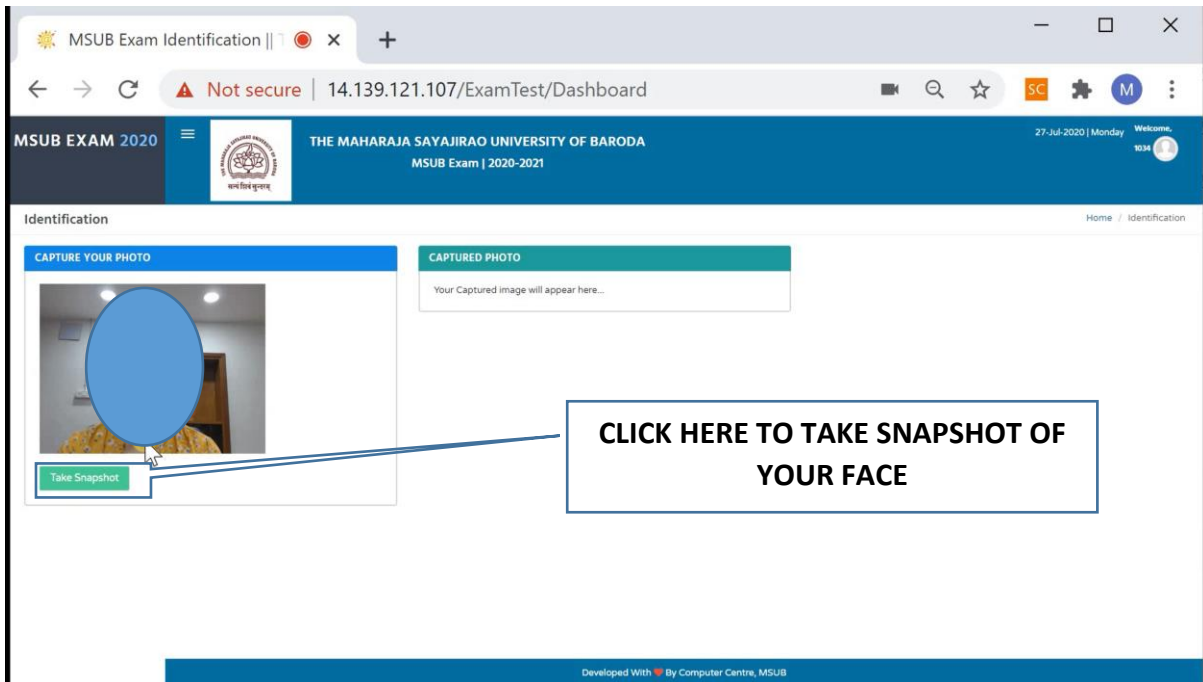 MSUB Exam Identification ||
Not secure | 14.139.121.107/ExamTest/Dashboard
SC
M
MSUB EXAM 2020
THE MAHARAJA SAYAJIRAO UNIVERSITY OF BARODA
MSUB Exam | 2020-2021
27-Jul-2020 | Monday
Welcome,
1034
सत्यं शिवं सुन्दरम्
Identification
Home / Identification
CAPTURE YOUR PHOTO
CAPTURED PHOTO
Your Captured image will appear here...
CLICK HERE TO TAKE SNAPSHOT OF
YOUR FACE
Take Snapshot
Developed With ❤ By Computer Centre, MSUB